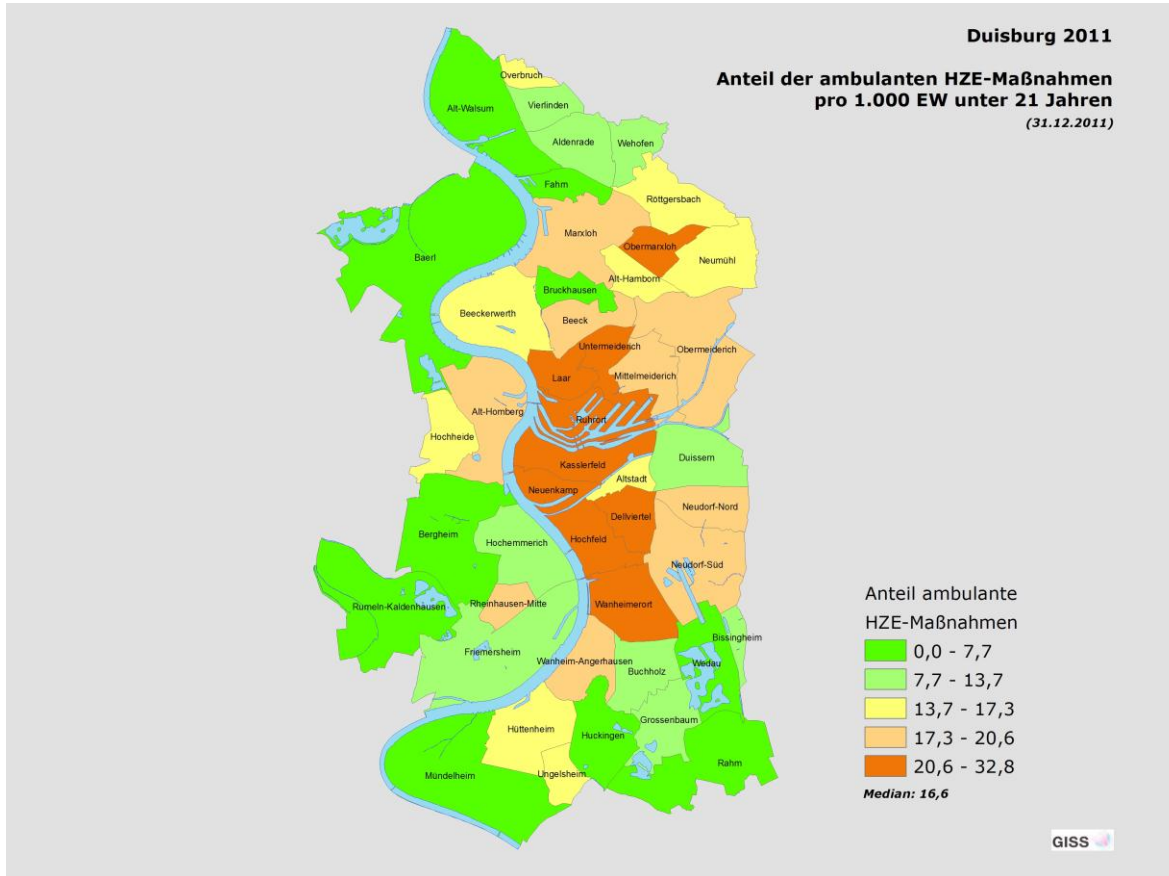 Duisburg 2011
Anteil der ambulanten HZE-Maßnahmen
pro 1.000 EW unter 21 Jahren
(31.12.2011)
Overbruch
Alt-Walsum
Vierlinden
Aldenrade
Wehofen
Fahrn
Röttgersbach
Marxloh
Obermarxloh
Neumühl
Baerl
Alt-Hamborn
Bruckhausen
Beeckerwerth
Beeck
Untermeiderich
Obermeiderich
Laar
Mittelmeiderich
Alt-Homberg
Ruhrort
Hochheide
Duissern
Kasslerfeld
Altstadt
Neuenkamp
Neudorf-Nord
Dellviertel
Bergheim
Hochemmerich
Hochfeld
Neudorf-Süd
Rumeln-Kaldenhausen
Rheinhausen-Mitte
Wanheimerort
Bissingheim
Friemersheim
Wanheim-Angerhausen
Wedau
Buchholz
Grossenbaum
Hüttenheim
Huckingen
Rahm
Mündelheim
Ungelsheim
Anteil ambulante
HZE-Maßnahmen
0,0 - 7,7
7,7 - 13,7
13,7 - 17,3
17,3 - 20,6
20,6 - 32,8
Median: 16,6
GISS